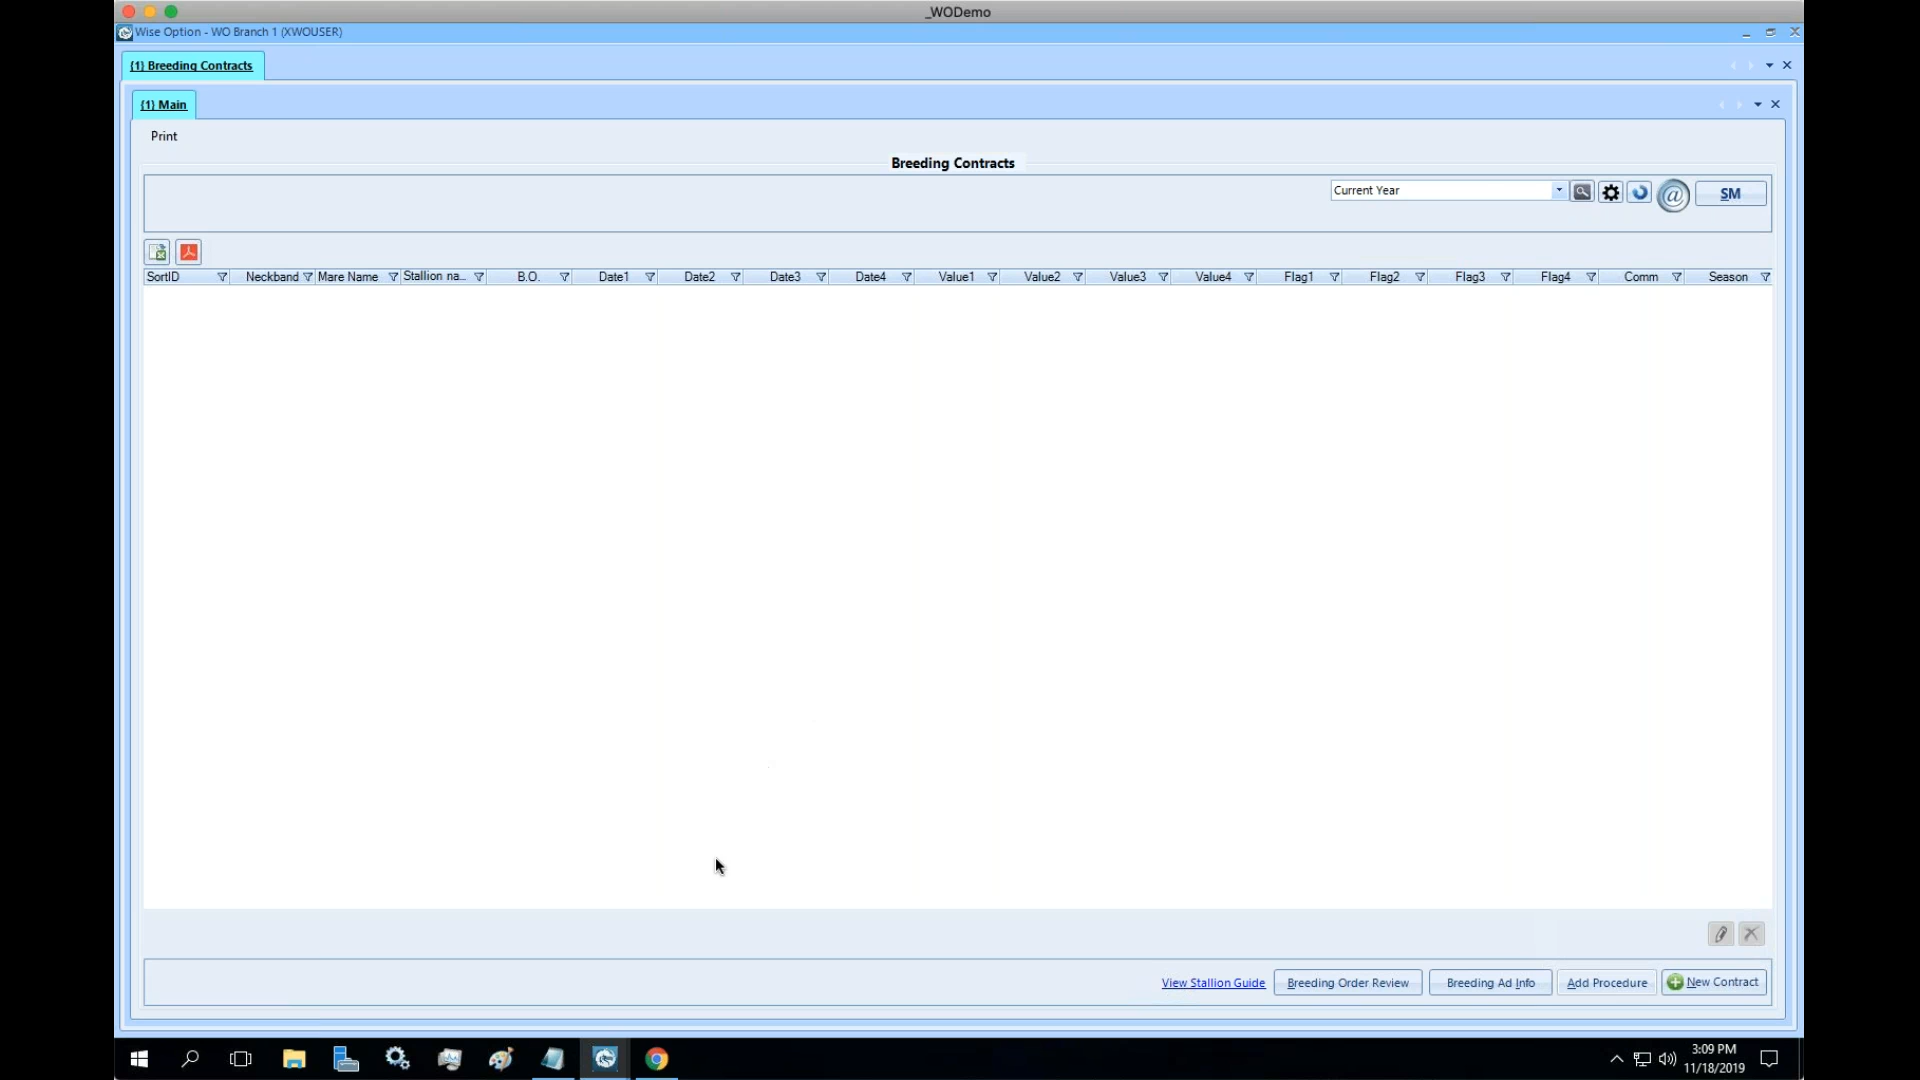 _WODemo
Wise Option - WO Branch 1 (XWOUSER)
{1} Breeding Contracts
{1} Main
Print
Breeding Contracts
Current Year
@
SM
SortID Neckband Mare Name Stallion na... B.O. Date1 Date2 Date3 Date4 Value1 Value2 Value3 Value4 Flag1 Flag2 Flag3 Flag4 Comm Season
View Stallion Guide Breeding Order Review Breeding Ad Info Add Procedure New Contract
3:09 PM
11/18/2019